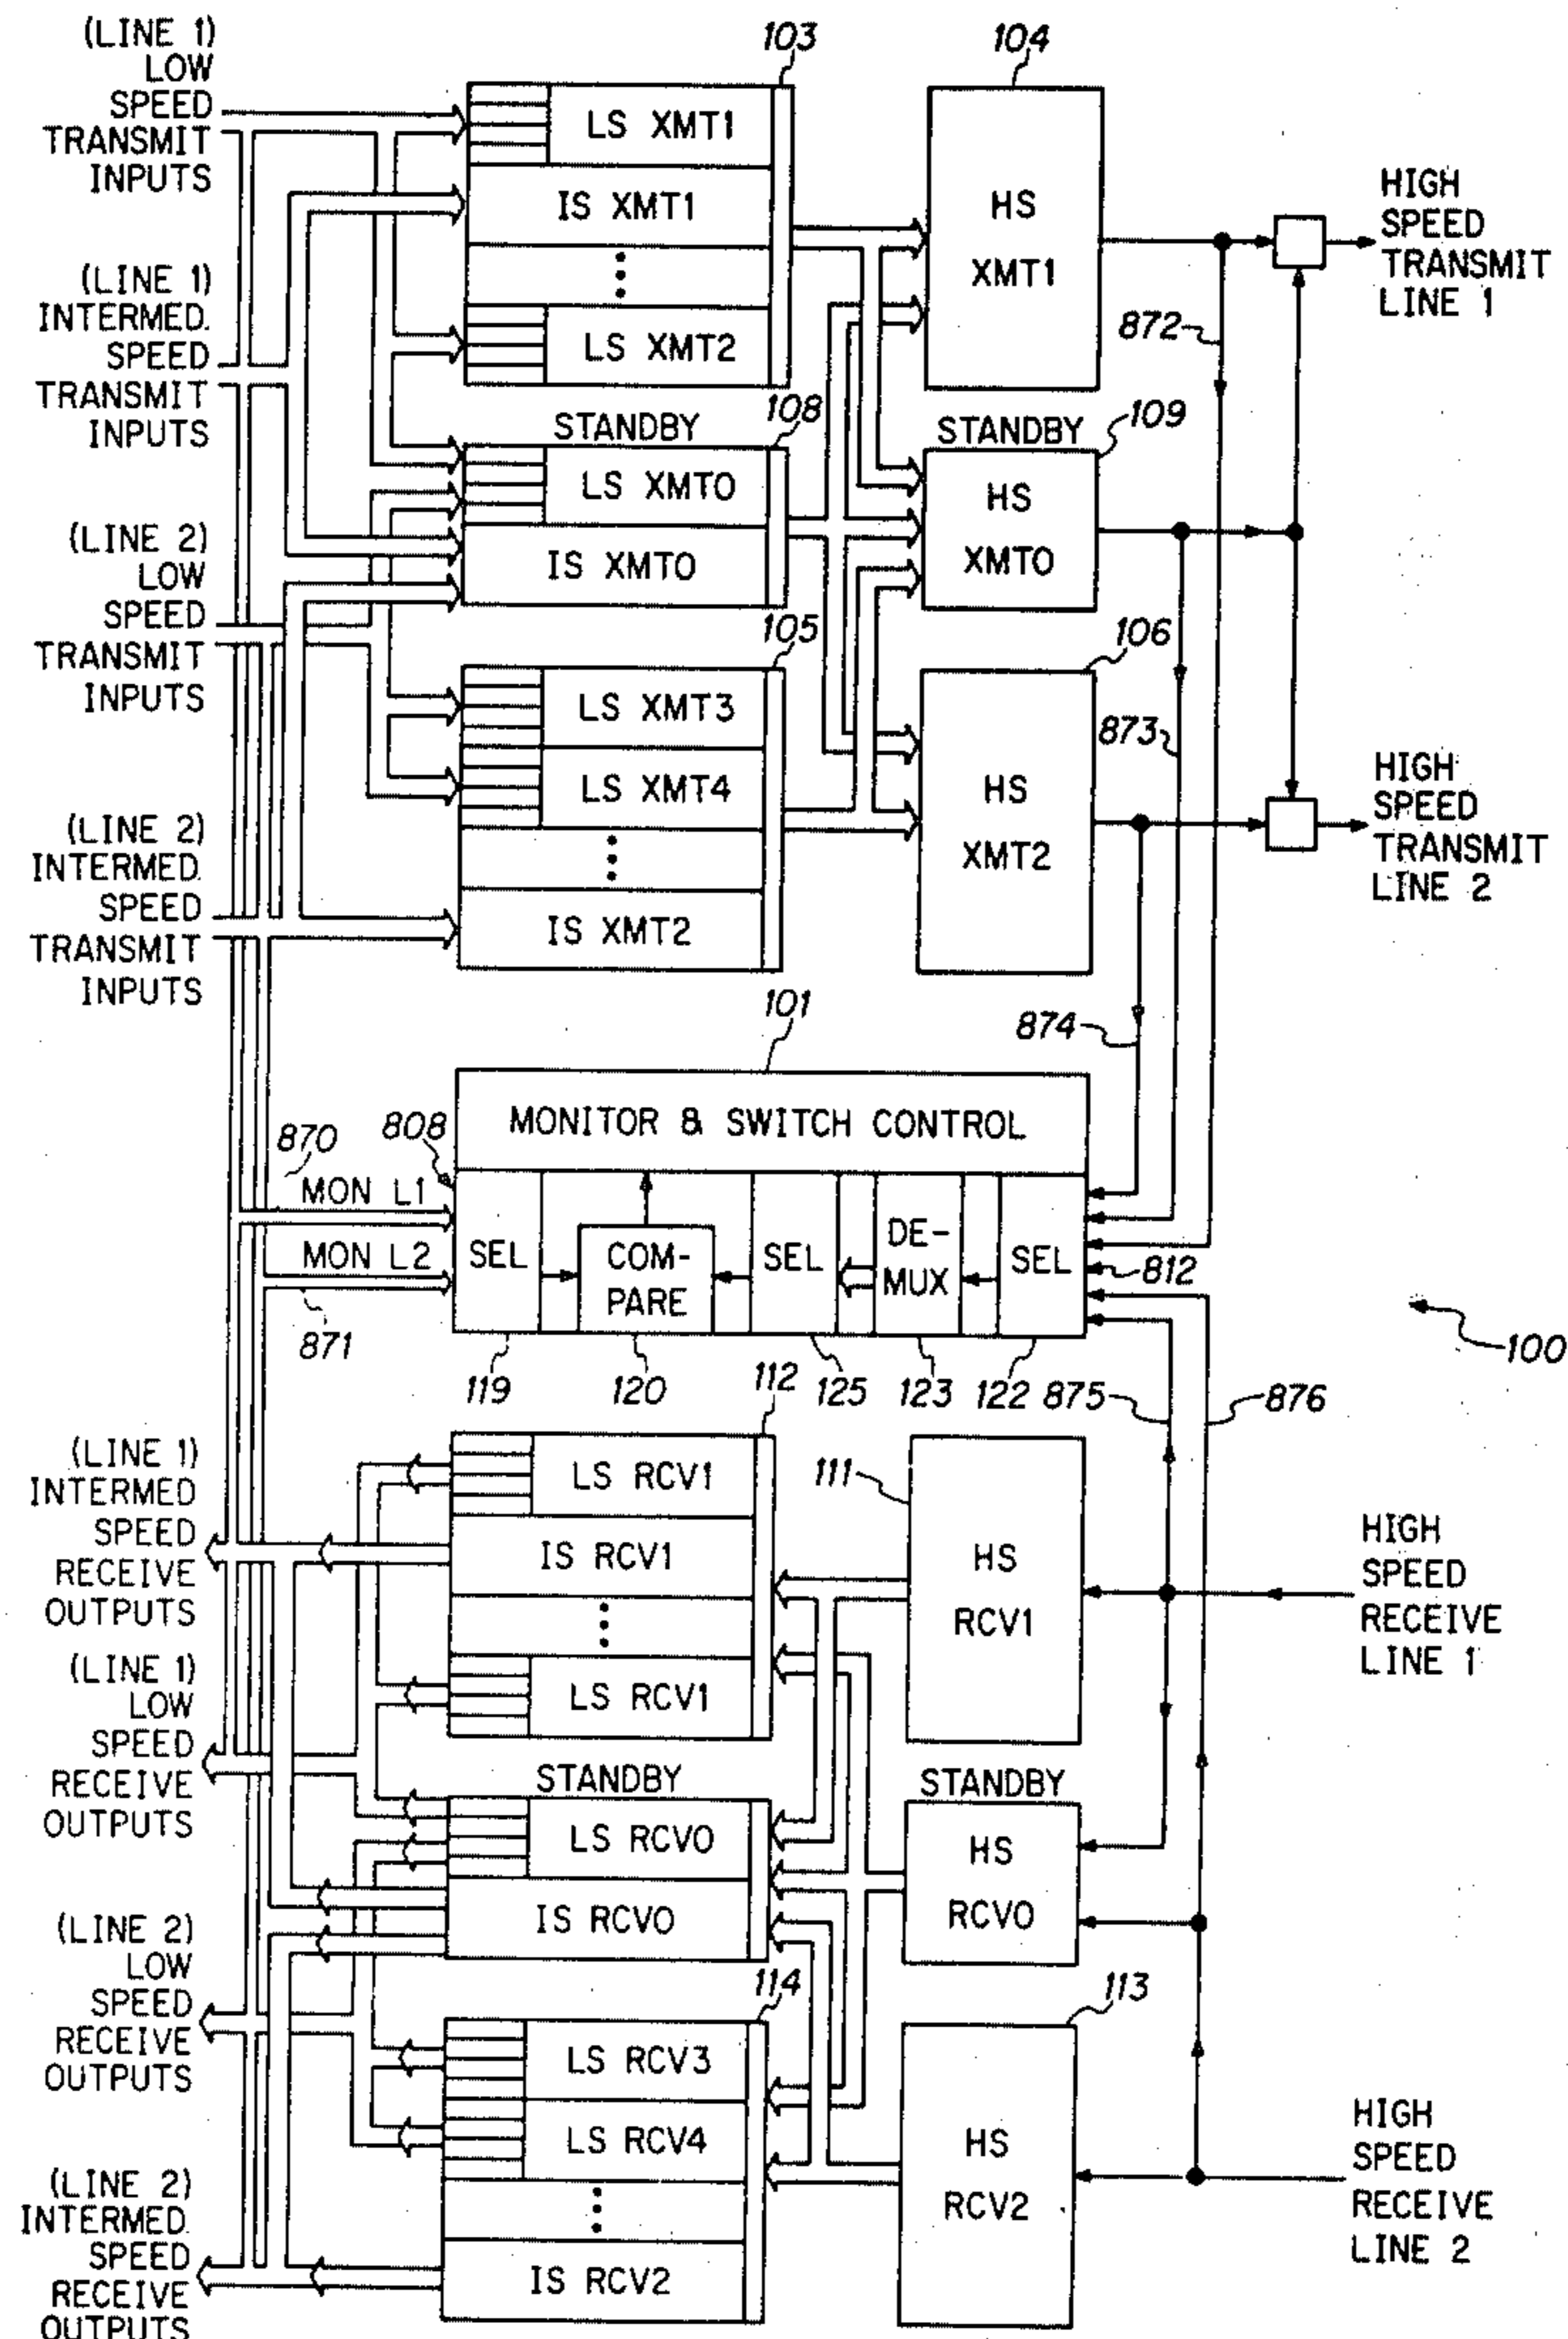 (LINE 1)
LOW
SPEED
TRANSMIT
INPUTS
(LINE 1)
INTERMED.
SPEED
TRANSMIT
INPUTS
(LINE 2)
LOW
SPEED
TRANSMIT
INPUTS
(LINE 2)
INTERMED.
SPEED
TRANSMIT
INPUTS
103
LS XMT1
IS XMT1
LS XMT2
STANDBY
108
LS XMT0
IS XMT0
105
LS XMT3
LS XMT4
IS XMT2
104
HS
XMT1
STANDBY
109
HS
XMT0
106
HS
XMT2
872
873
874
HIGH
SPEED
TRANSMIT
LINE 1
HIGH
SPEED
TRANSMIT
LINE 2
101
MONITOR & SWITCH CONTROL
870
808
MON L1
MON L2
871
SEL
COM-
PARE
SEL
DE-
MUX
SEL
812
119
120
125
123
122
100
875
876
(LINE 1)
INTERMED
SPEED
RECEIVE
OUTPUTS
(LINE 1)
LOW
SPEED
RECEIVE
OUTPUTS
(LINE 2)
LOW
SPEED
RECEIVE
OUTPUTS
(LINE 2)
INTERMED.
SPEED
RECEIVE
OUTPUTS
112
LS RCV1
IS RCV1
LS RCV1
STANDBY
LS RCV0
IS RCV0
114
LS RCV3
LS RCV4
IS RCV2
111
HS
RCV1
STANDBY
HS
RCV0
113
HS
RCV2
HIGH
SPEED
RECEIVE
LINE 1
HIGH
SPEED
RECEIVE
LINE 2